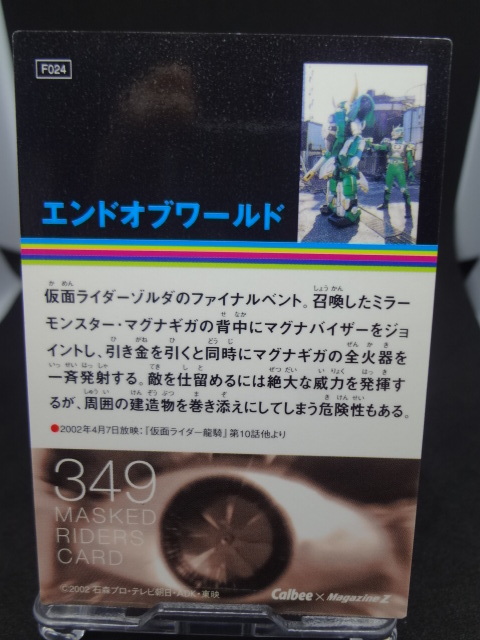 F024
エンドオブワールド
仮面ライダーゾルダのファイナルベント。召喚したミラー
モンスター・マグナギガの背中にマグナバイザーをジョ
イントし、引き金を引くと同時にマグナギガの全火器を
一斉発射する。敵を仕留めるには絶大な威力を発揮す
るが、周囲の建造物を巻き添えにしてしまう危険性もある。
●2002年4月7日放映:『仮面ライダー龍騎』第10話他より
349
MASKED
RIDERS
CARD
©2002 石森プロ・テレビ朝日・ADK・東映
Calbee × Magazine Z